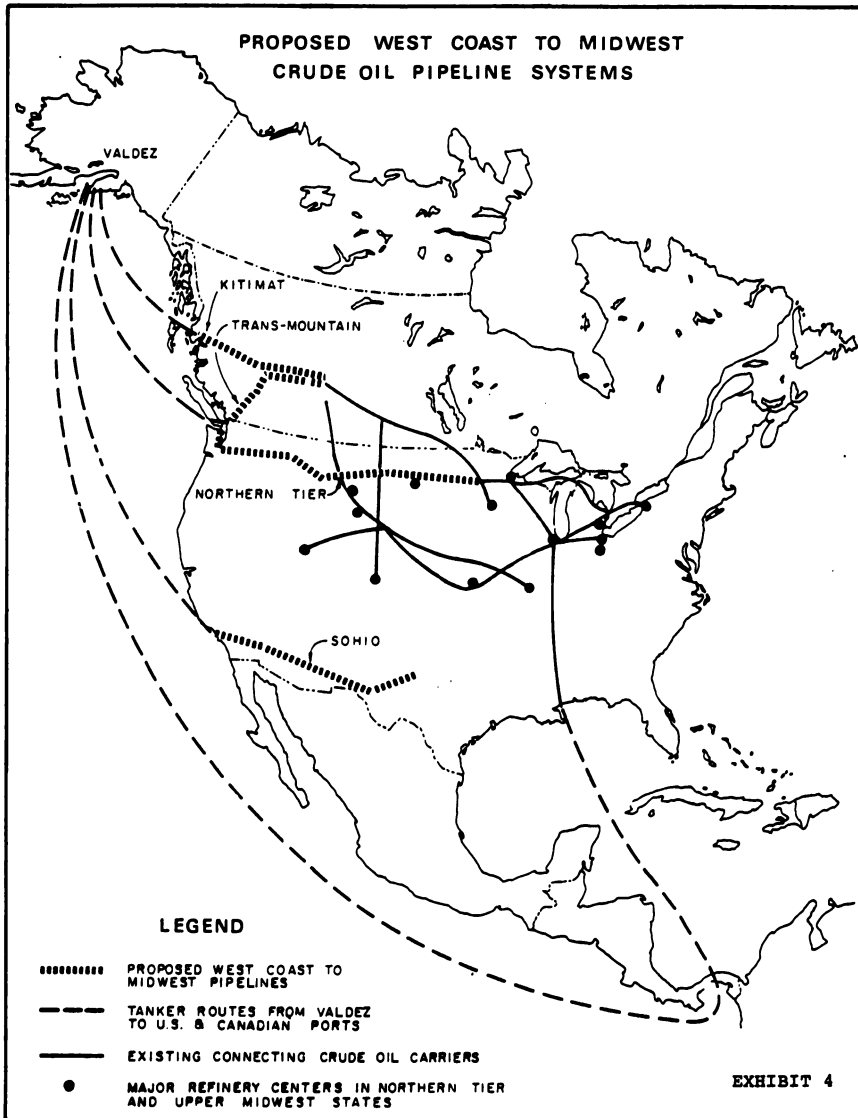 PROPOSED WEST COAST TO MIDWEST
CRUDE OIL PIPELINE SYSTEMS
VALDEZ
KITIMAT
TRANS-MOUNTAIN
NORTHERN TIER
SOHIO
LEGEND
PROPOSED WEST COAST TO
MIDWEST PIPELINES
TANKER ROUTES FROM VALDEZ
TO U.S. & CANADIAN PORTS
EXISTING CONNECTING CRUDE OIL CARRIERS
MAJOR REFINERY CENTERS IN NORTHERN TIER
AND UPPER MIDWEST STATES
EXHIBIT 4